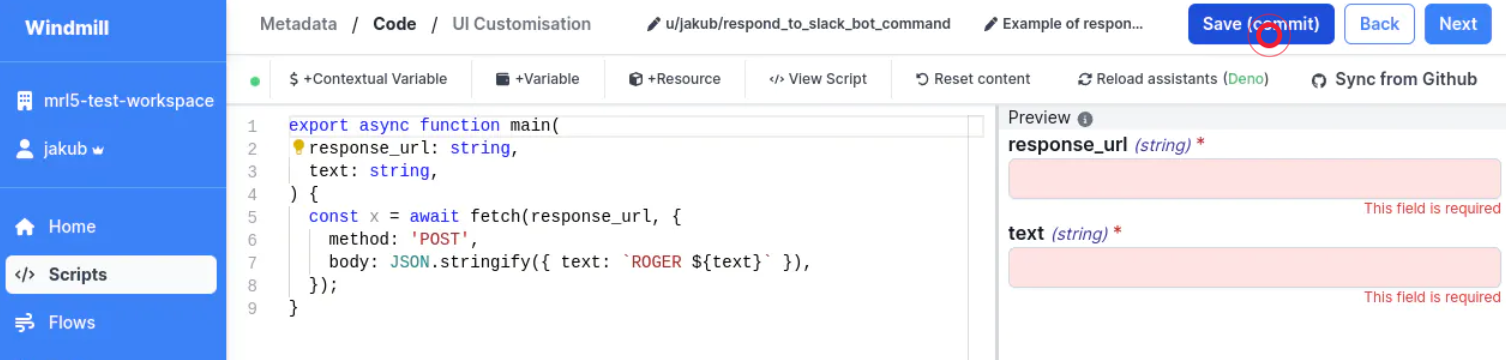 Windmill
Metadata / Code / UI Customisation u/jakub/respond_to_slack_bot_command Example of respon... Save (commit) Back Next
$ +Contextual Variable +Variable +Resource </> View Script Reset content Reload assistants (Deno) Sync from Github
mrl5-test-workspace
jakub
Home
</> Scripts
Flows
1 export async function main(
2 response_url: string,
3 text: string,
4 ) {
5 const x = await fetch(response_url, {
6 method: 'POST',
7 body: JSON.stringify({ text: `ROGER ${text}` }),
8 });
9 }
Preview
response_url (string) *
This field is required
text (string) *
This field is required